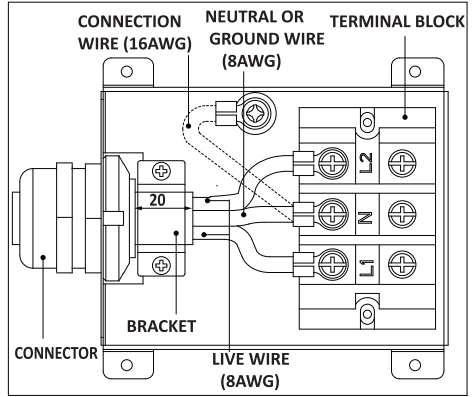 CONNECTION
WIRE (16AWG)
NEUTRAL OR
GROUND WIRE
(8AWG)
TERMINAL BLOCK
L2
20
N
L1
BRACKET
CONNECTOR
LIVE WIRE
(8AWG)